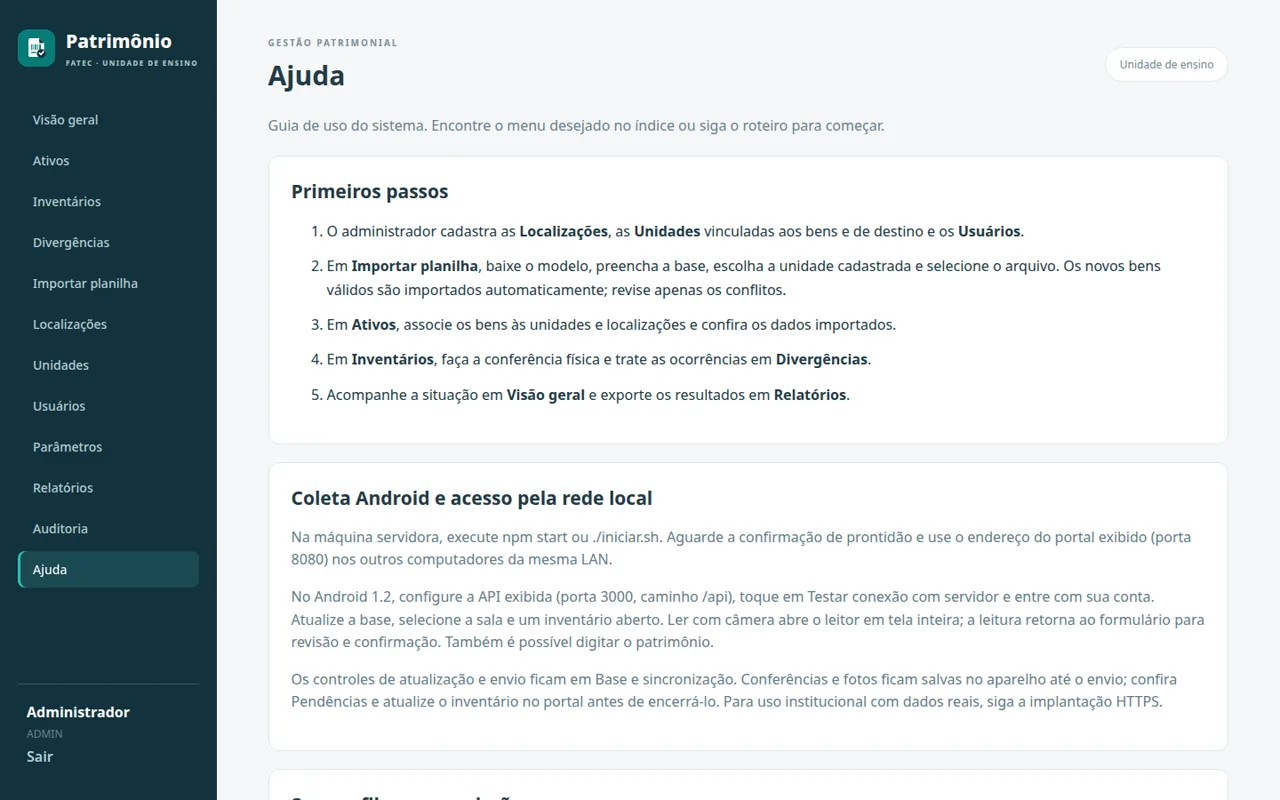 Patrimônio
FATEC · UNIDADE DE ENSINO
Visão geral
Ativos
Inventários
Divergências
Importar planilha
Localizações
Unidades
Usuários
Parâmetros
Relatórios
Auditoria
Ajuda
Administrador
ADMIN
Sair
GESTÃO PATRIMONIAL
Ajuda
Unidade de ensino
Guia de uso do sistema. Encontre o menu desejado no índice ou siga o roteiro para começar.
Primeiros passos
1. O administrador cadastra as Localizações, as Unidades vinculadas aos bens e de destino e os Usuários.
2. Em Importar planilha, baixe o modelo, preencha a base, escolha a unidade cadastrada e selecione o arquivo. Os novos bens
válidos são importados automaticamente; revise apenas os conflitos.
3. Em Ativos, associe os bens às unidades e localizações e confira os dados importados.
4. Em Inventários, faça a conferência física e trate as ocorrências em Divergências.
5. Acompanhe a situação em Visão geral e exporte os resultados em Relatórios.
Coleta Android e acesso pela rede local
Na máquina servidora, execute npm start ou ./iniciar.sh. Aguarde a confirmação de prontidão e use o endereço do portal exibido (porta
8080) nos outros computadores da mesma LAN.
No Android 1.2, configure a API exibida (porta 3000, caminho /api), toque em Testar conexão com servidor e entre com sua conta.
Atualize a base, selecione a sala e um inventário aberto. Ler com câmera abre o leitor em tela inteira; a leitura retorna ao formulário para
revisão e confirmação. Também é possível digitar o patrimônio.
Os controles de atualização e envio ficam em Base e sincronização. Conferências e fotos ficam salvas no aparelho até o envio; confira
Pendências e atualize o inventário no portal antes de encerrá-lo. Para uso institucional com dados reais, siga a implantação HTTPS.